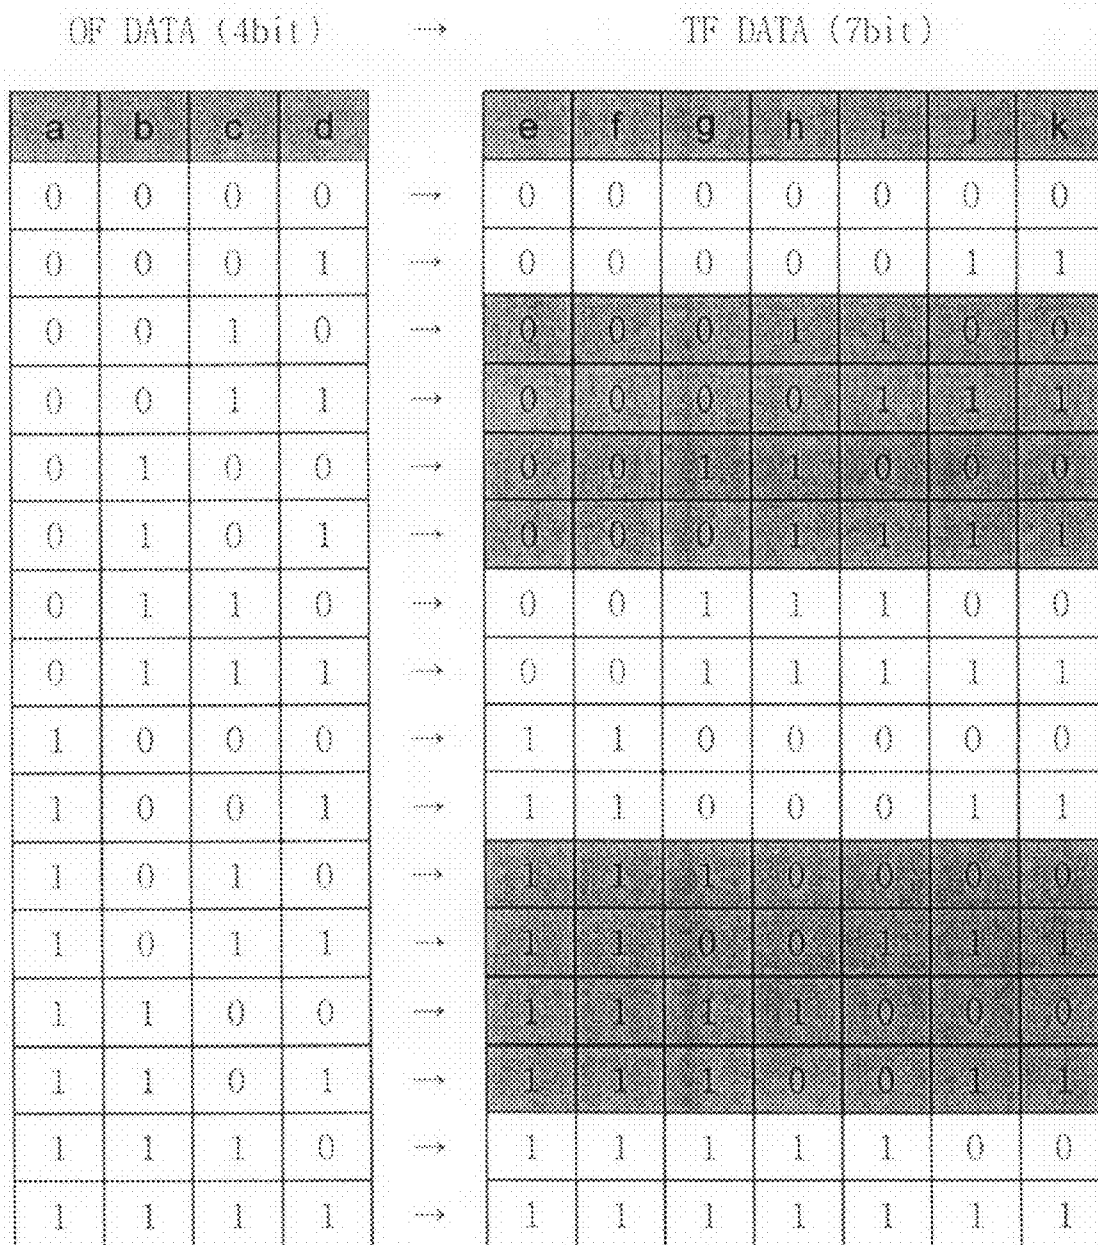 OF DATA (4bit) → TF DATA (7bit)
a b c d e f g h i j k
0 0 0 0 → 0 0 0 0 0 0 0
0 0 0 1 → 0 0 0 0 0 1 1
0 0 1 0 → 0 0 0 1 1 0 0
0 0 1 1 → 0 0 0 0 1 1 1
0 1 0 0 → 0 0 1 1 0 0 0
0 1 0 1 → 0 0 0 1 1 1 1
0 1 1 0 → 0 0 1 1 1 0 0
0 1 1 1 → 0 0 1 1 1 1 1
1 0 0 0 → 1 1 0 0 0 0 0
1 0 0 1 → 1 1 0 0 0 1 1
1 0 1 0 → 1 1 1 0 0 0 0
1 0 1 1 → 1 1 0 0 1 1 1
1 1 0 0 → 1 1 1 1 0 0 0
1 1 0 1 → 1 1 1 0 0 1 1
1 1 1 0 → 1 1 1 1 1 0 0
1 1 1 1 → 1 1 1 1 1 1 1